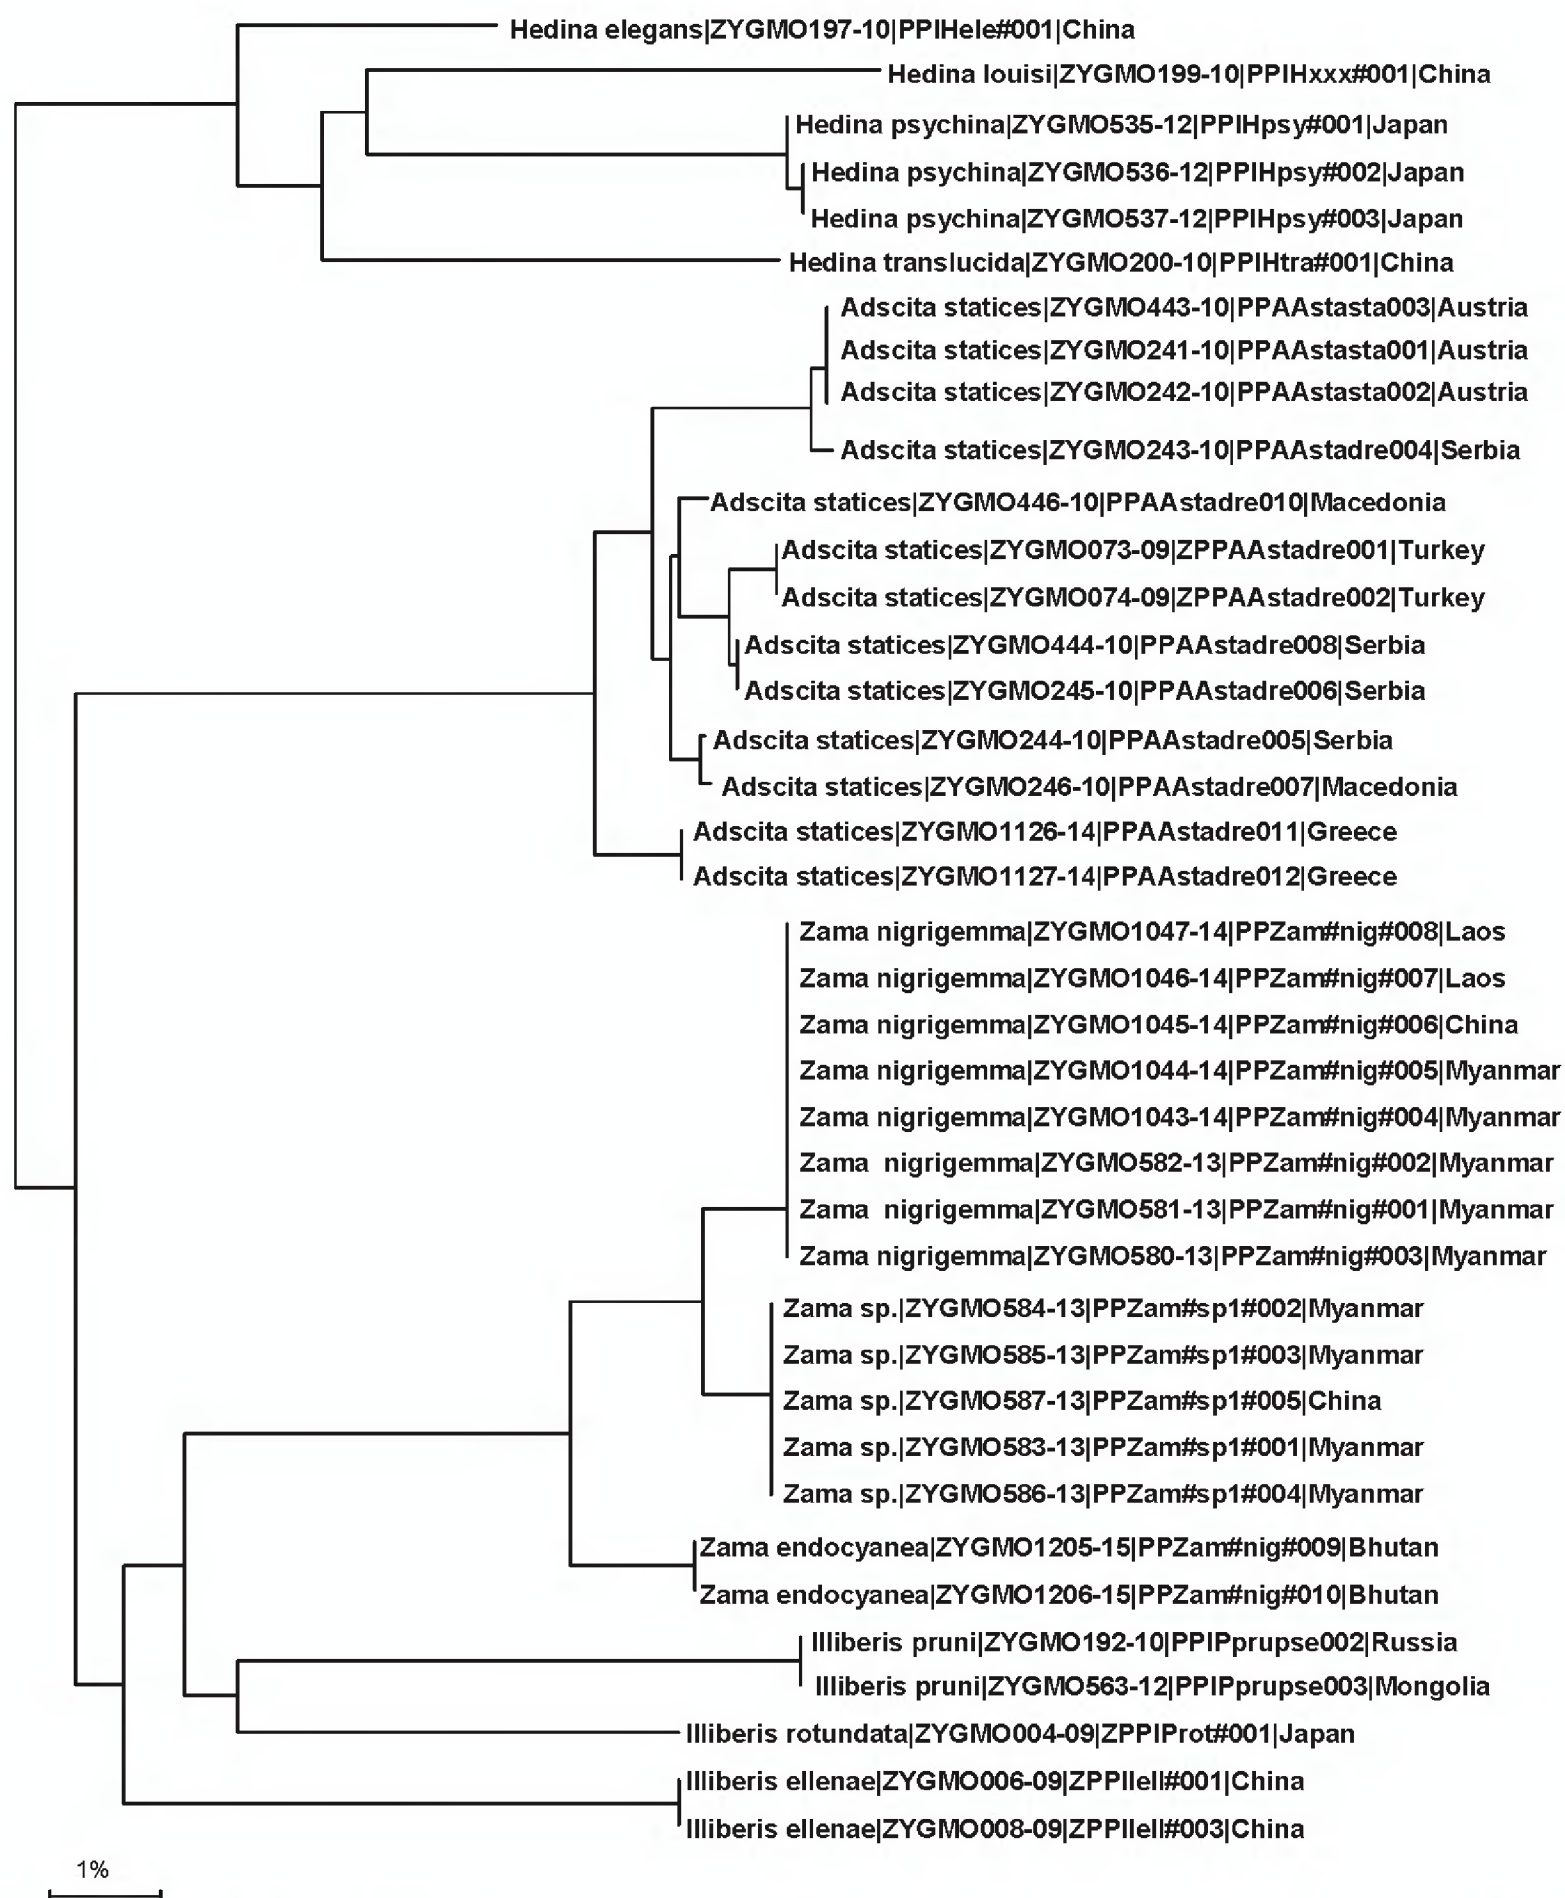 Hedina elegans|ZYGMO197-10|PPIHele#001|China
Hedina louisi|ZYGMO199-10|PPIHxxx#001|China
Hedina psychina|ZYGMO535-12|PPIHpsy#001|Japan
Hedina psychina|ZYGMO536-12|PPIHpsy#002|Japan
Hedina psychina|ZYGMO537-12|PPIHpsy#003|Japan
Hedina translucida|ZYGMO200-10|PPIHtra#001|China
Adscita statices|ZYGMO443-10|PPAAstasta003|Austria
Adscita statices|ZYGMO241-10|PPAAstasta001|Austria
Adscita statices|ZYGMO242-10|PPAAstasta002|Austria
Adscita statices|ZYGMO243-10|PPAAstadre004|Serbia
Adscita statices|ZYGMO446-10|PPAAstadre010|Macedonia
Adscita statices|ZYGMO073-09|ZPPAAstadre001|Turkey
Adscita statices|ZYGMO074-09|ZPPAAstadre002|Turkey
Adscita statices|ZYGMO444-10|PPAAstadre008|Serbia
Adscita statices|ZYGMO245-10|PPAAstadre006|Serbia
Adscita statices|ZYGMO244-10|PPAAstadre005|Serbia
Adscita statices|ZYGMO246-10|PPAAstadre007|Macedonia
Adscita statices|ZYGMO1126-14|PPAAstadre011|Greece
Adscita statices|ZYGMO1127-14|PPAAstadre012|Greece
Zama nigrigemma|ZYGMO1047-14|PPZam#nig#008|Laos
Zama nigrigemma|ZYGMO1046-14|PPZam#nig#007|Laos
Zama nigrigemma|ZYGMO1045-14|PPZam#nig#006|China
Zama nigrigemma|ZYGMO1044-14|PPZam#nig#005|Myanmar
Zama nigrigemma|ZYGMO1043-14|PPZam#nig#004|Myanmar
Zama nigrigemma|ZYGMO582-13|PPZam#nig#002|Myanmar
Zama nigrigemma|ZYGMO581-13|PPZam#nig#001|Myanmar
Zama nigrigemma|ZYGMO580-13|PPZam#nig#003|Myanmar
Zama sp.|ZYGMO584-13|PPZam#sp1#002|Myanmar
Zama sp.|ZYGMO585-13|PPZam#sp1#003|Myanmar
Zama sp.|ZYGMO587-13|PPZam#sp1#005|China
Zama sp.|ZYGMO583-13|PPZam#sp1#001|Myanmar
Zama sp.|ZYGMO586-13|PPZam#sp1#004|Myanmar
Zama endocyanea|ZYGMO1205-15|PPZam#nig#009|Bhutan
Zama endocyanea|ZYGMO1206-15|PPZam#nig#010|Bhutan
Illiberis pruni|ZYGMO192-10|PPIPprupse002|Russia
Illiberis pruni|ZYGMO563-12|PPIPprupse003|Mongolia
Illiberis rotundata|ZYGMO004-09|ZPPIProt#001|Japan
Illiberis ellenae|ZYGMO006-09|ZPPIIell#001|China
Illiberis ellenae|ZYGMO008-09|ZPPIIell#003|China
1%